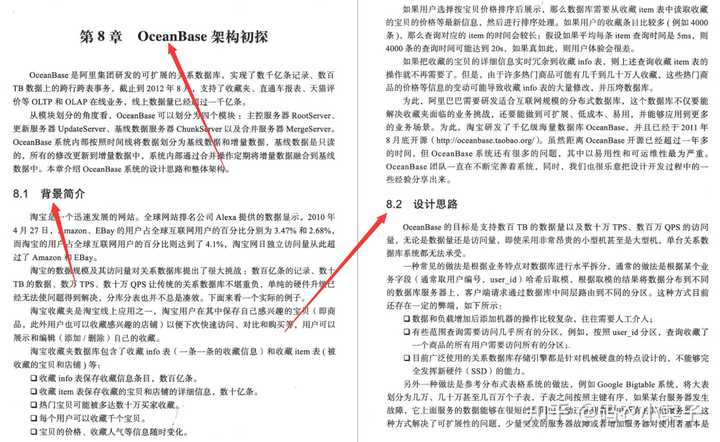 第 8 章 OceanBase 架构初探
OceanBase 是阿里集团研发的可扩展的关系数据库，实现了数千亿条记录、数百
TB 数据上的跨行跨表事务，截止到 2012 年 8 月，支持了收藏夹、直通车报表、天猫评
价等 OLTP 和 OLAP 在线业务，线上数据量已经超过一千亿条。
从模块划分的角度看，OceanBase 可以划分为四个模块：主控服务器 RootServer、
更新服务器 UpdateServer、基线数据服务器 ChunkServer 以及合并服务器 MergeServer。
OceanBase 系统内部按照时间线将数据划分为基线数据和增量数据，基线数据是只读
的，所有的修改更新到增量数据中，系统内部通过合并操作定期将增量数据融合到基线
数据中。本章介绍 OceanBase 系统的设计思路和整体架构。
8.1 背景简介
淘宝是一个迅速发展的网站。全球网站排名公司 Alexa 提供的数据显示，2010 年
4 月 27 日，Amazon、EBay 的用户占全球互联网用户的百分比分别为 3.47% 和 2.68%，
而淘宝的用户占全球互联网用户的百分比则达到了 4.1%，淘宝网日独立访问量从此超
过了 Amazon 和 EBay。
淘宝的数据规模及其访问量对关系数据库提出了很大挑战：数百亿条的记录、数十
TB 的数据、数万 TPS、数十万 QPS 让传统的关系数据库不堪重负，单纯的硬件升级已
经无法使问题得到解决，分库分表也并不总是凑效。下面来看一个实际的例子。
淘宝收藏夹是淘宝线上应用之一，淘宝用户在其中保存自己感兴趣的宝贝（即商
品，此外用户也可以收藏感兴趣的店铺）以便下次快速访问、对比和购买等，用户可以
展示和编辑（添加 / 删除）自己的收藏。
淘宝收藏夹数据库包含了收藏 info 表（一条一条的收藏信息）和收藏 item 表（被
收藏的宝贝和店铺）等：
❑ 收藏 info 表保存收藏信息条目，数百亿条。
❑ 收藏 item 表保存收藏的宝贝和店铺的详细信息，数十亿条。
❑ 热门宝贝可能被多达数十万买家收藏。
❑ 每个用户可以收藏千个宝贝。
❑ 宝贝的价格、收藏人气等信息随时变化。
如果用户选择按宝贝价格排序后展示，那么数据库需要从收藏 item 表中读取收藏
的宝贝的价格等最新信息，然后进行排序处理。如果用户的收藏条目比较多（例如 4000
条），那么查询对应的 item 的时间会较长：假设如果平均每条 item 查询时间是 5ms，则
4000 条的查询时间可能达到 20s，如果真如此，则用户体验会很差。
如果把收藏的宝贝的详细信息实时冗余到收藏 info 表，则上述查询收藏 item 表的
操作就不再需要了。但是，由于许多热门商品可能有几千到几十万人收藏，这些热门商
品的价格等信息的变动可能导致收藏 info 表的大量修改，并压垮数据库。
为此，阿里巴巴需要研发适合互联网规模的分布式数据库，这个数据库不仅要能
解决收藏夹面临的业务挑战，还要能做到可扩展、低成本、易用，并能够应用到更多
的业务场景。为此，淘宝研发了千亿级海量数据库 OceanBase，并且已经于 2011 年
8 月底开源（http://oceanbase.taobao.org/）。虽然距离 OceanBase 开源已经超过一年多
的时间，但 OceanBase 系统还有很多的问题，其中以易用性和可运维性最为严重。
OceanBase 团队一直在不断完善着系统，同时，我们也很乐意把设计开发过程中的一
些经验分享出来。
8.2 设计思路
OceanBase 的目标是支持数百 TB 的数据量以及数十万 TPS、数百万 QPS 的访问
量，无论是数据量还是访问量，即使采用非常昂贵的小型机甚至是大型机，单台关系数
据库系统都无法承受。
一种常见的做法是根据业务特点对数据库进行水平拆分，通常的做法是根据某个业
务字段（通常取用户编号，user_id）哈希后取模，根据取模的结果将数据分布到不同
的数据库服务器上，客户端请求通过数据库中间层路由到不同的分区。这种方式目前
还存在一定的弊端，如下所示：
❑ 数据和负载增加后添加机器的操作比较复杂，往往需要人工介入；
❑ 有些范围查询需要访问几乎所有的分区，例如，按照 user_id 分区，查询收藏了
一个商品的所有用户需要访问所有的分区；
❑ 目前广泛使用的关系数据库存储引擎都是针对机械硬盘的特点设计的，不能够完
全发挥新硬件（SSD）的能力。
另外一种做法是参考分布式表格系统的做法，例如 Google Bigtable 系统，将大表
划分为几万、几十万甚至几百万个子表，子表之间按照主键有序，如果某台服务器发生
故障，它上面服务的数据能够在很短
这种方式解决了可扩展性的问题，少量突发的服务器故障或者增加服务器对使用者基本是